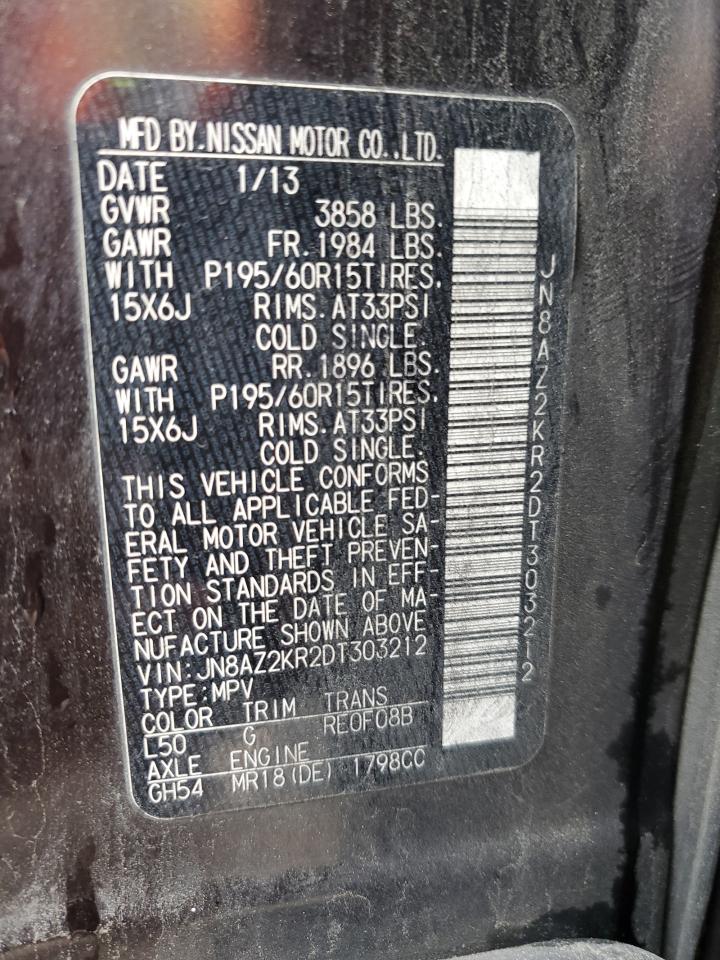 MFD BY.NISSAN MOTOR CO.,LTD.
DATE 1/13
GVWR 3858 LBS.
GAWR FR.1984 LBS.
WITH P195/60R15TIRES.
15X6J RIMS.AT33PSI
COLD SINGLE.
GAWR RR.1896 LBS.
WITH P195/60R15TIRES.
15X6J RIMS.AT33PSI
COLD SINGLE.
THIS VEHICLE CONFORMS
TO ALL APPLICABLE FED-
ERAL MOTOR VEHICLE SA-
FETY AND THEFT PREVEN-
TION STANDARDS IN EFF-
ECT ON THE DATE OF MA-
NUFACTURE SHOWN ABOVE
VIN:JN8AZ2KR2DT303212
TYPE:MPV
COLOR TRIM TRANS
L50 G RE0F08B
AXLE ENGINE
GH54 MR18(DE) 1798CC
JN8AZ2KR2DT303212